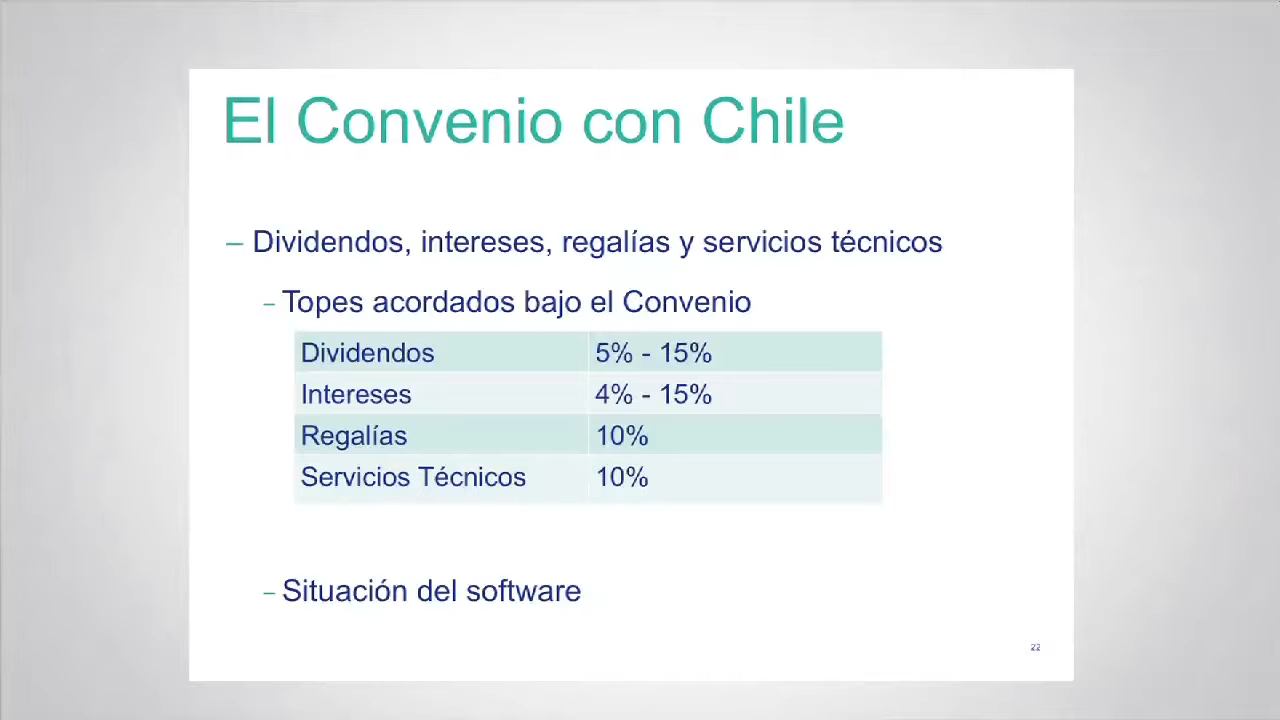 El Convenio con Chile
– Dividendos, intereses, regalías y servicios técnicos
– Topes acordados bajo el Convenio
Dividendos 5% - 15%
Intereses 4% - 15%
Regalías 10%
Servicios Técnicos 10%
– Situación del software
22